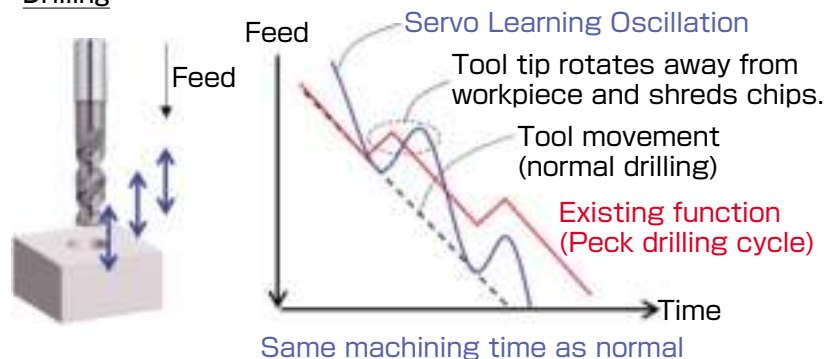 Drilling
Feed
Feed
Servo Learning Oscillation
Tool tip rotates away from
workpiece and shreds chips.
Tool movement
(normal drilling)
Existing function
(Peck drilling cycle)
Time
Same machining time as normal